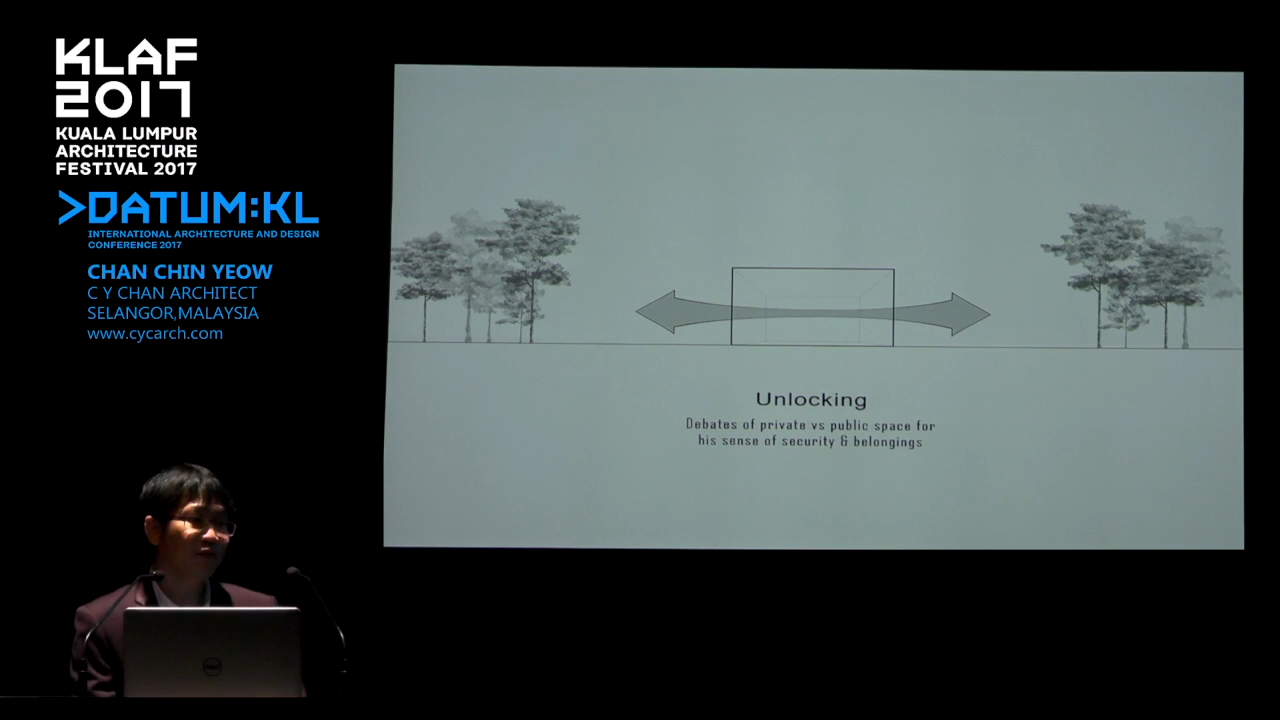 KLAF
2017
KUALA LUMPUR
ARCHITECTURE
FESTIVAL 2017
>DATUM:KL
INTERNATIONAL ARCHITECTURE AND DESIGN
CONFERENCE 2017
CHAN CHIN YEOW
C Y CHAN ARCHITECT
SELANGOR,MALAYSIA
www.cycarch.com
Unlocking
Debates of private vs public space for
his sense of security & belongings
DELL